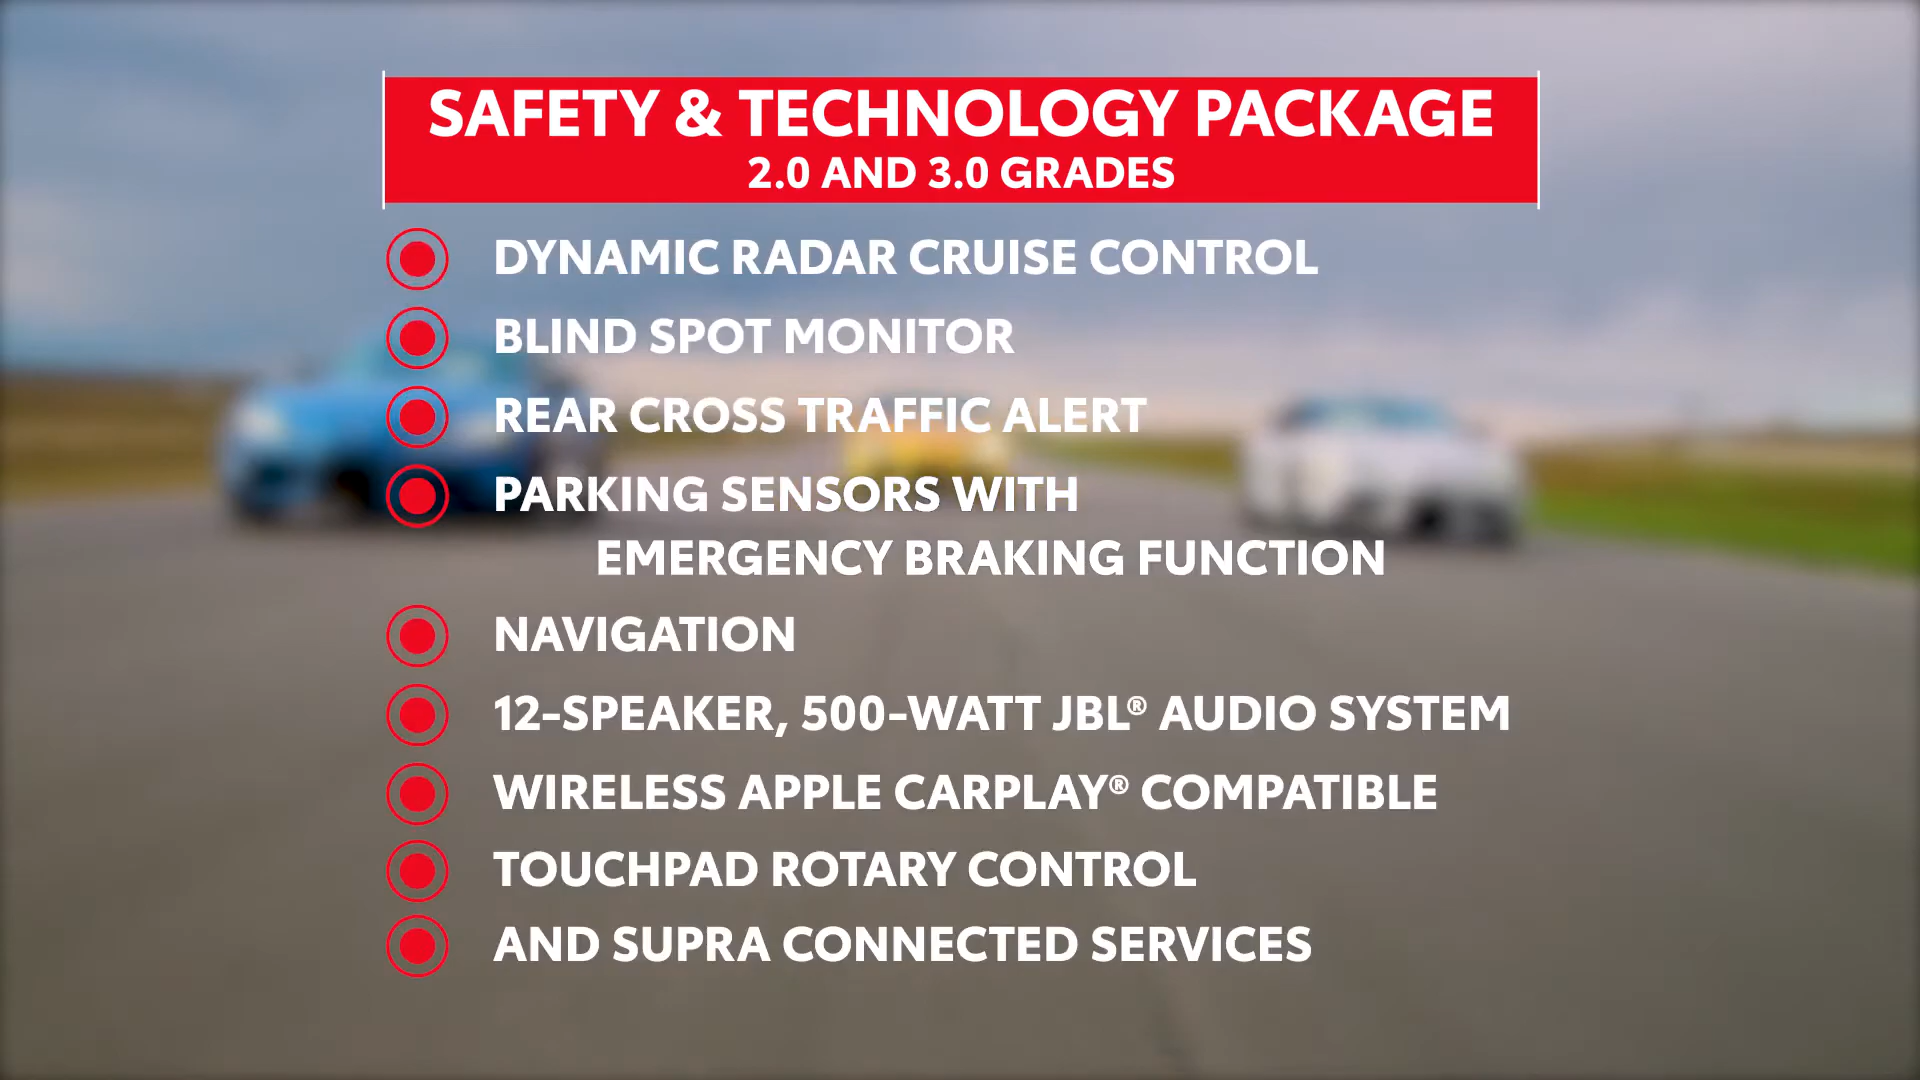 SAFETY & TECHNOLOGY PACKAGE
2.0 AND 3.0 GRADES
DYNAMIC RADAR CRUISE CONTROL
BLIND SPOT MONITOR
REAR CROSS TRAFFIC ALERT
PARKING SENSORS WITH
EMERGENCY BRAKING FUNCTION
NAVIGATION
12-SPEAKER, 500-WATT JBL® AUDIO SYSTEM
WIRELESS APPLE CARPLAY® COMPATIBLE
TOUCHPAD ROTARY CONTROL
AND SUPRA CONNECTED SERVICES